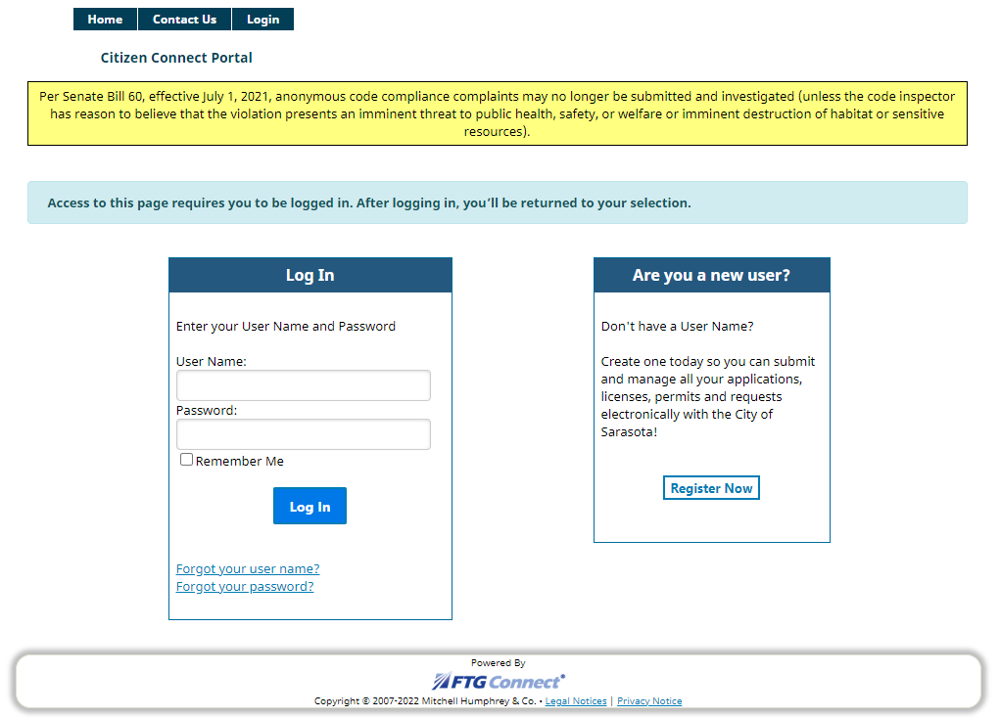 Home
Contact Us
Login
Citizen Connect Portal
Per Senate Bill 60, effective July 1, 2021, anonymous code compliance complaints may no longer be submitted and investigated (unless the code inspector
has reason to believe that the violation presents an imminent threat to public health, safety, or welfare or imminent destruction of habitat or sensitive
resources).
Access to this page requires you to be logged in. After logging in, you'll be returned to your selection.
Log In
Enter your User Name and Password
User Name:
Password:
Remember Me
Log In
Forgot your user name?
Forgot your password?
Are you a new user?
Don't have a User Name?
Create one today so you can submit
and manage all your applications,
licenses, permits and requests
electronically with the City of
Sarasota!
Register Now
Powered By
FTG Connect
Copyright © 2007-2022 Mitchell Humphrey & Co. • Legal Notices | Privacy Notice